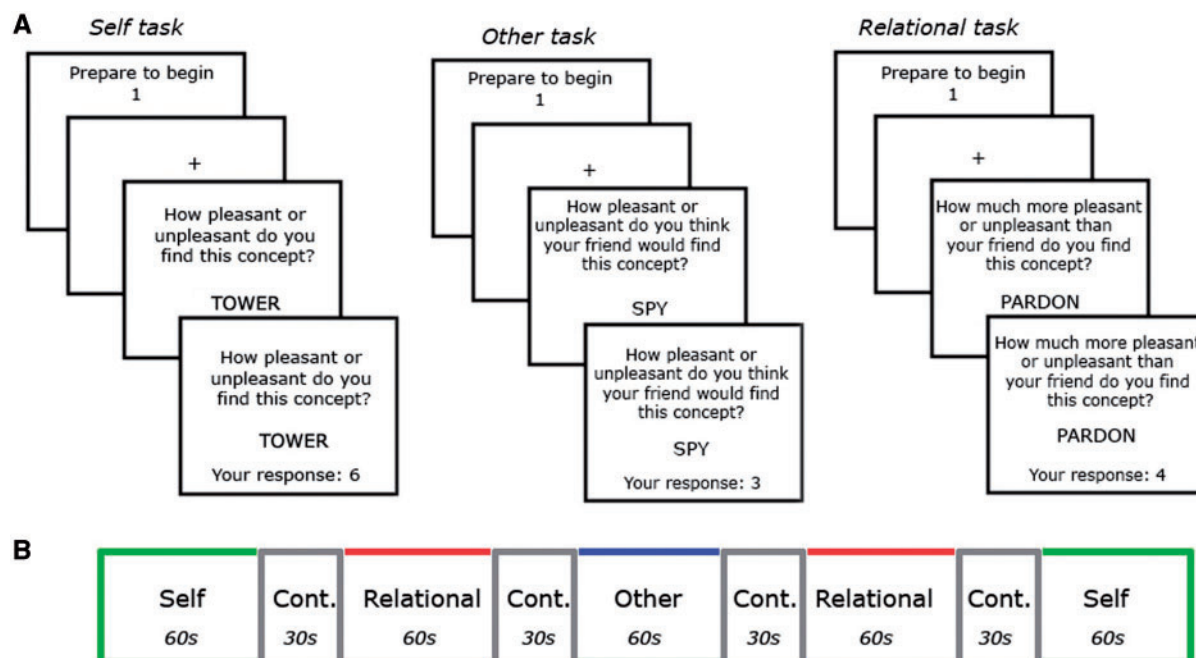 A
Self task
Prepare to begin
1
+
How pleasant or
unpleasant do you
find this concept?
TOWER
How pleasant or
unpleasant do you
find this concept?
TOWER
Your response: 6
Other task
Prepare to begin
1
+
How pleasant or
unpleasant do you think
your friend would find
this concept?
SPY
How pleasant or
unpleasant do you think
your friend would find
this concept?
SPY
Your response: 3
Relational task
Prepare to begin
1
+
How much more pleasant
or unpleasant than
your friend do you find
this concept?
PARDON
How much more pleasant
or unpleasant than
your friend do you find
this concept?
PARDON
Your response: 4
B
Self Cont. Relational Cont. Other Cont. Relational Cont. Self
60s 30s 60s 30s 60s 30s 60s 30s 60s